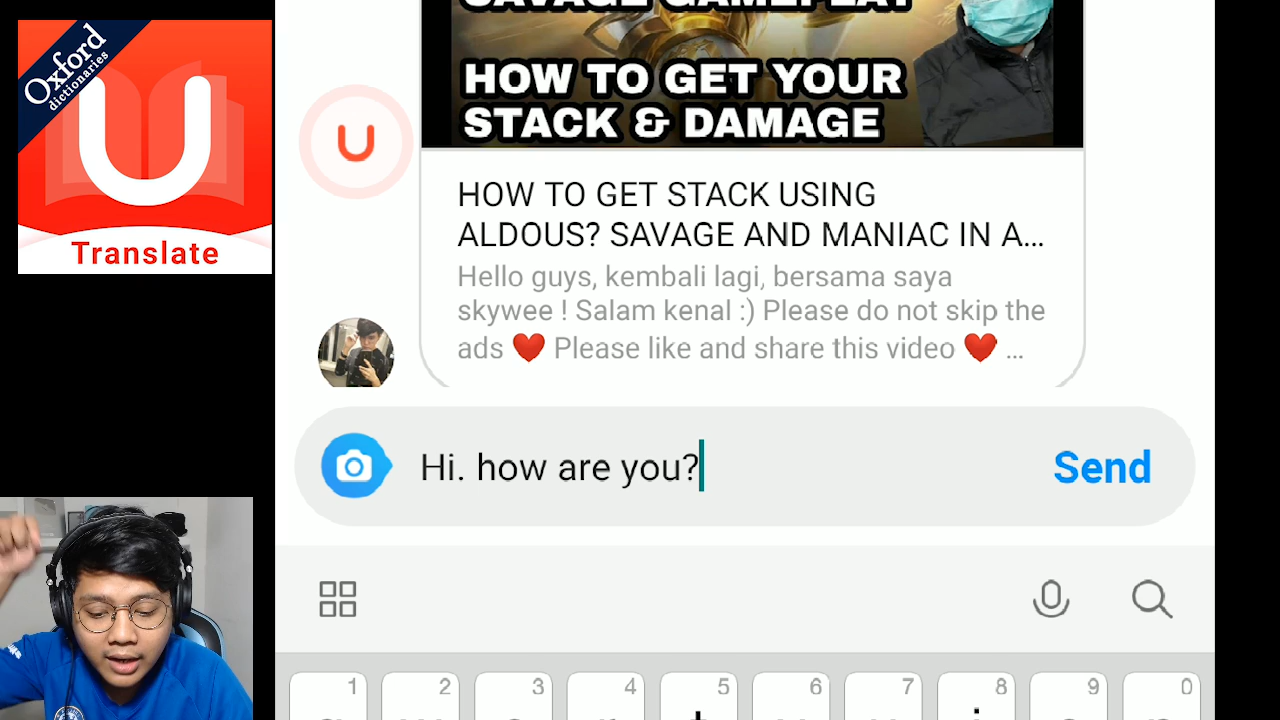 Oxford
dictionaries
U
Translate
SAVAGE GAMEPLAY
HOW TO GET YOUR
STACK & DAMAGE
U
HOW TO GET STACK USING
ALDOUS? SAVAGE AND MANIAC IN A...
Hello guys, kembali lagi, bersama saya
skywee ! Salam kenal :) Please do not skip the
ads ❤️ Please like and share this video ❤️ ...
Hi. how are you?
Send
1 2 3 4 5 6 7 8 9 0